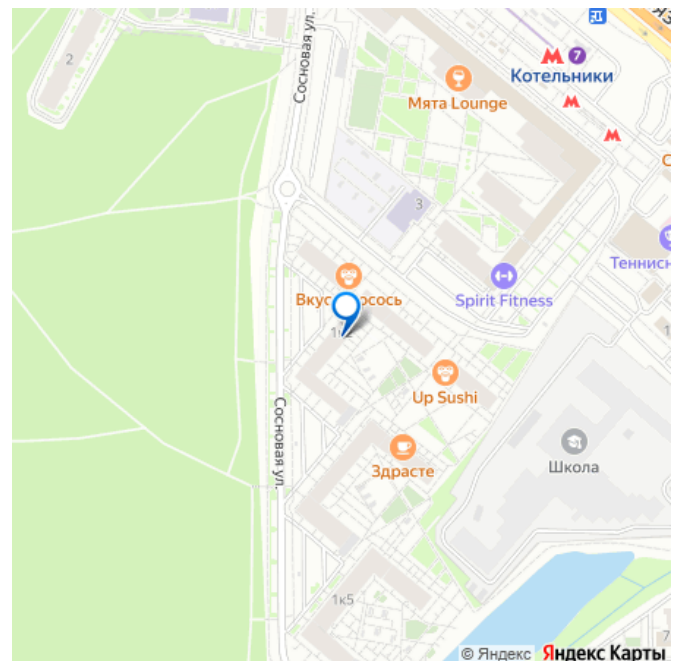 2
Сосновая ул.
Мята Lounge
7
Котельники
3
Spirit Fitness
Up Sushi
Сосновая ул.
Здрасте
Школа
1к5
7
© Яндекс Яндекс Карты